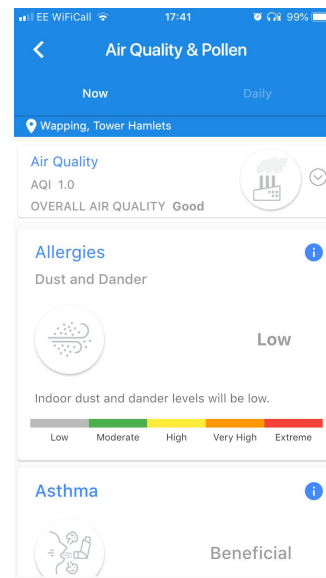 EE WiFiCall 17:41 99%
Air Quality & Pollen
Now Daily
Wapping, Tower Hamlets
Air Quality
AQI 1.0
OVERALL AIR QUALITY Good
Allergies
Dust and Dander
Low
Indoor dust and dander levels will be low.
Low Moderate High Very High Extreme
Asthma
Beneficial